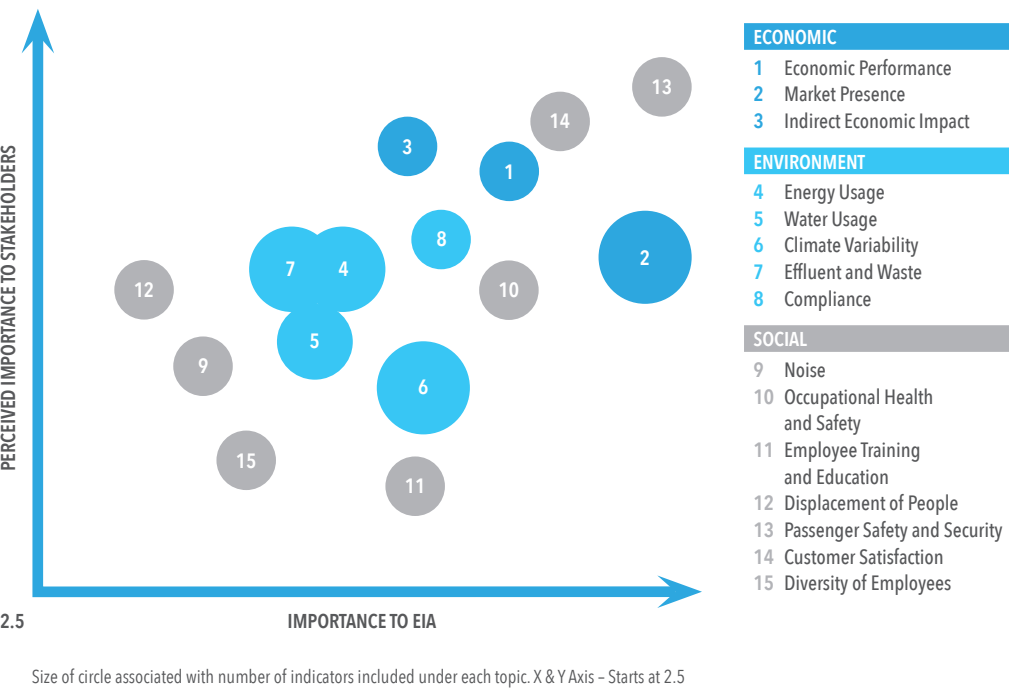 PERCEIVED IMPORTANCE TO STAKEHOLDERS
13
14
3
1
8
2
7
4
10
12
5
9
6
15
11
2.5
IMPORTANCE TO EIA
Size of circle associated with number of indicators included under each topic. X & Y Axis – Starts at 2.5
ECONOMIC
1 Economic Performance
2 Market Presence
3 Indirect Economic Impact
ENVIRONMENT
4 Energy Usage
5 Water Usage
6 Climate Variability
7 Effluent and Waste
8 Compliance
SOCIAL
9 Noise
10 Occupational Health
and Safety
11 Employee Training
and Education
12 Displacement of People
13 Passenger Safety and Security
14 Customer Satisfaction
15 Diversity of Employees